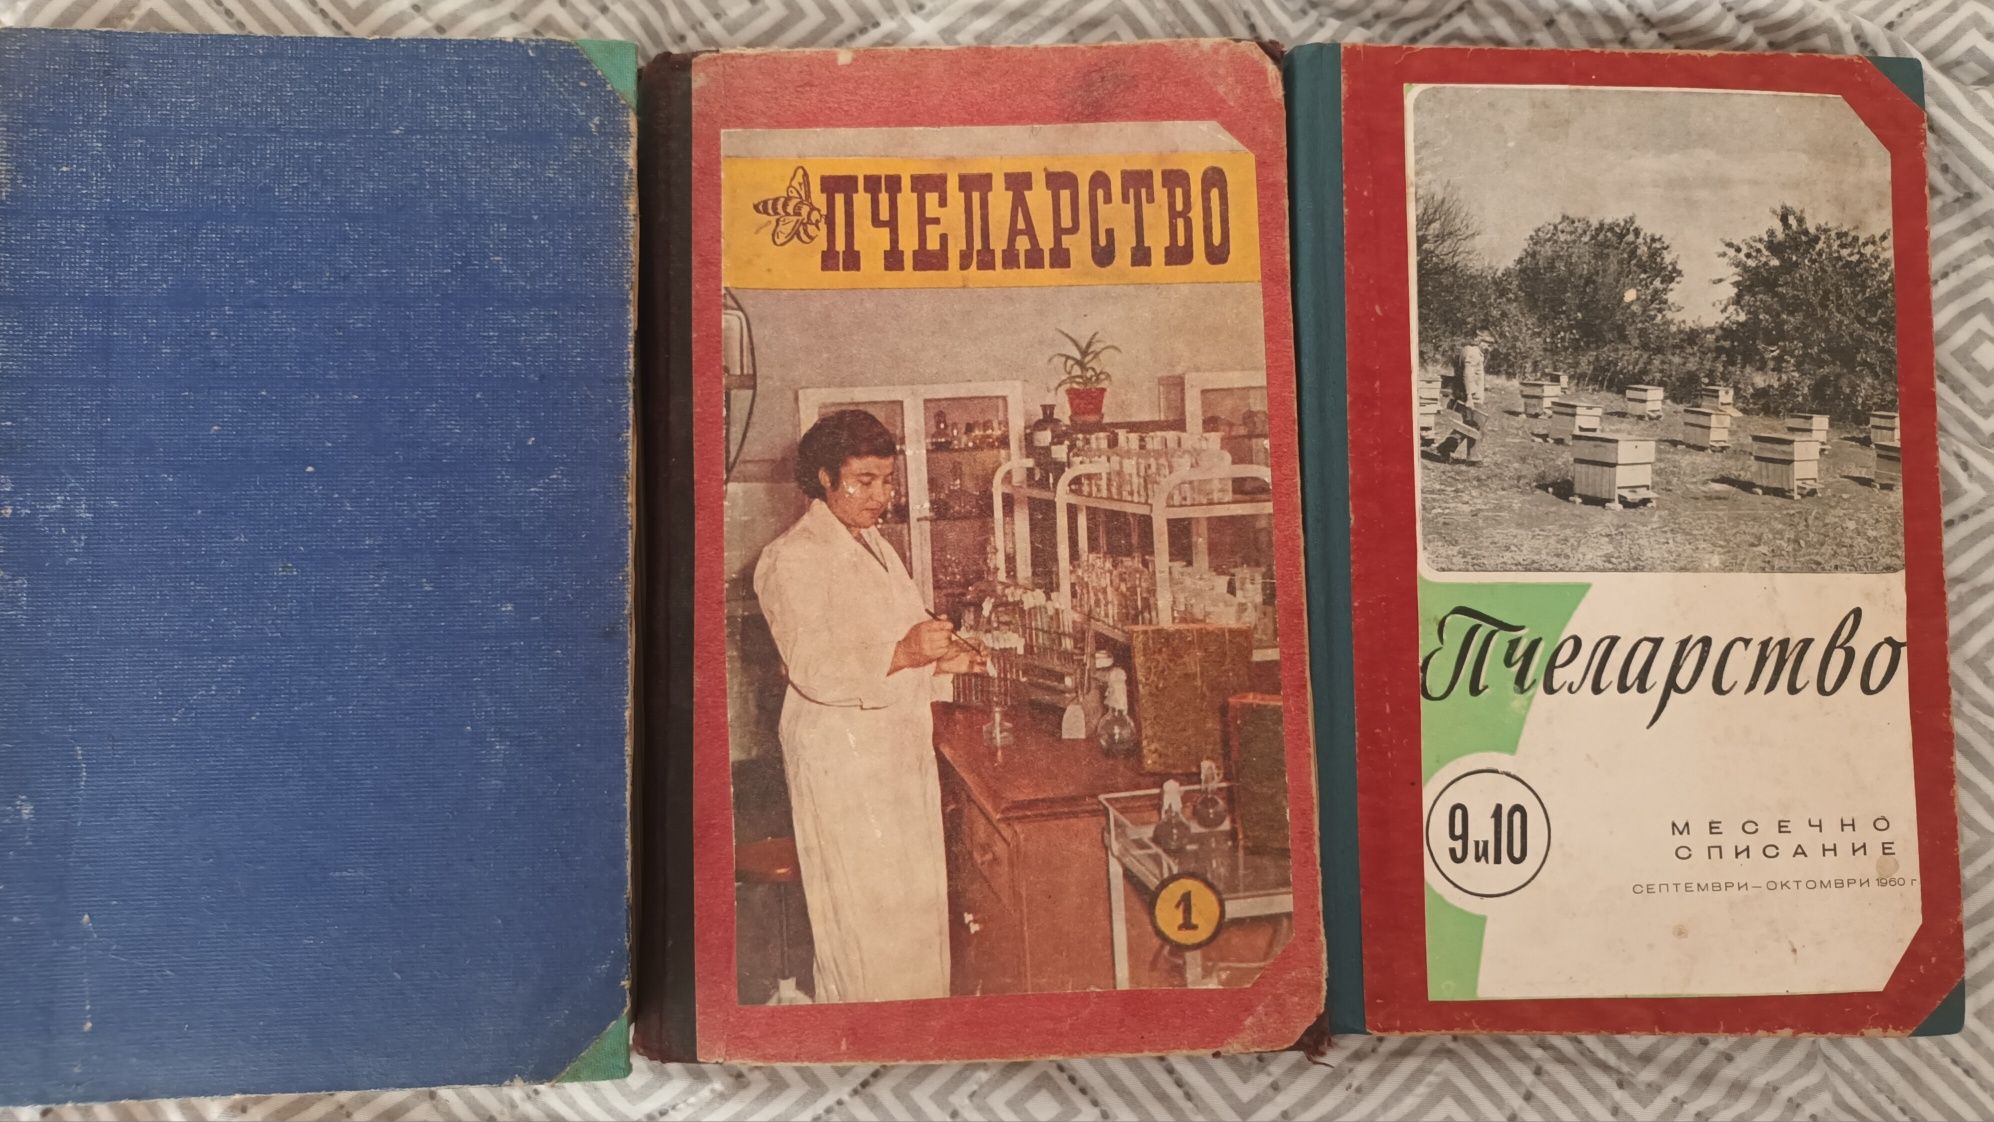 ПЧЕЛАРСТВО
1
Пчеларство
9и10
МЕСЕЧНО
СПИСАНИЕ
СЕПТЕМВРИ—ОКТОМВРИ 1960 г.